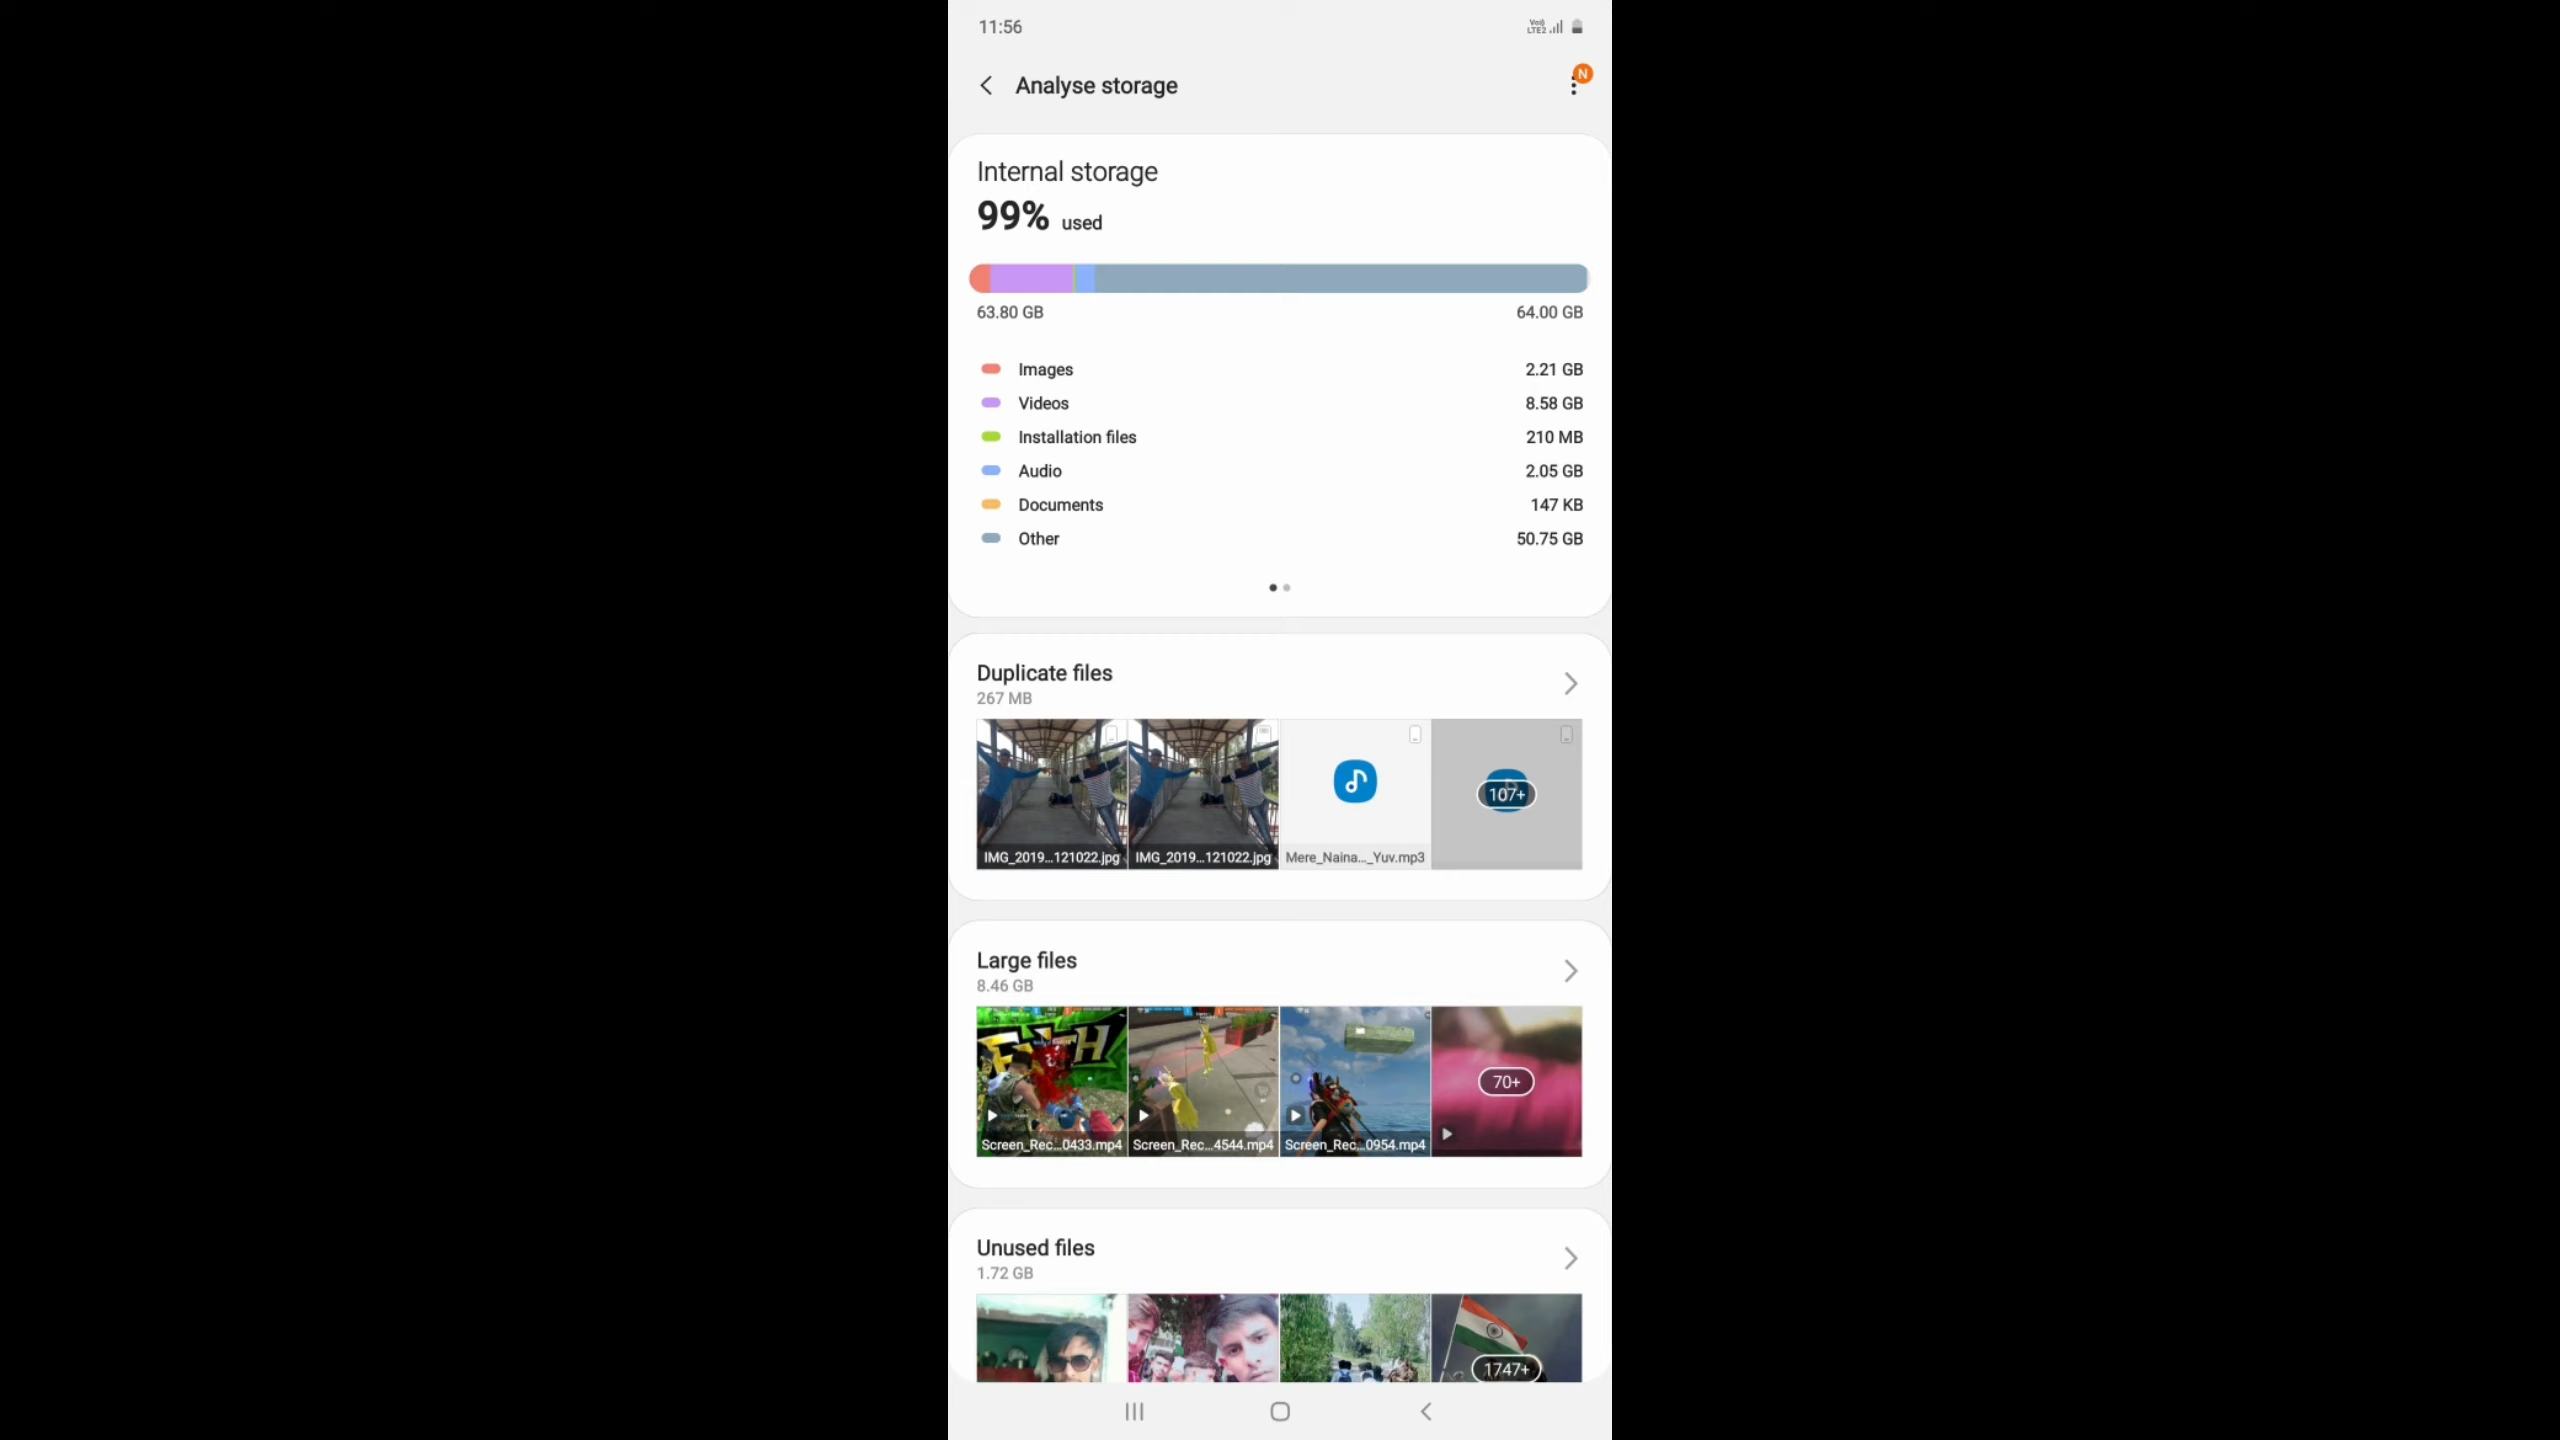 11:56
Vo))
LTE2
Analyse storage
N
Internal storage
99% used
63.80 GB 64.00 GB
Images 2.21 GB
Videos 8.58 GB
Installation files 210 MB
Audio 2.05 GB
Documents 147 KB
Other 50.75 GB
Duplicate files
267 MB
107+
IMG_2019...121022.jpg IMG_2019...121022.jpg Mere_Naina..._Yuv.mp3
Large files
8.46 GB
70+
Screen_Rec...0433.mp4 Screen_Rec...4544.mp4 Screen_Rec...0954.mp4
Unused files
1.72 GB
1747+